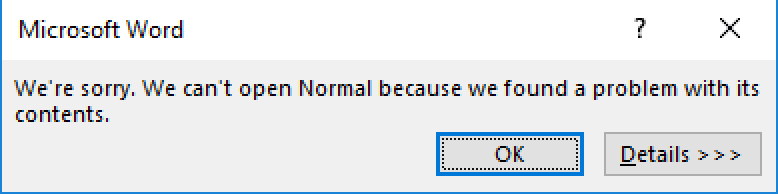 Microsoft Word
?
We're sorry. We can't open Normal because we found a problem with its
contents.
OK
Details >>>